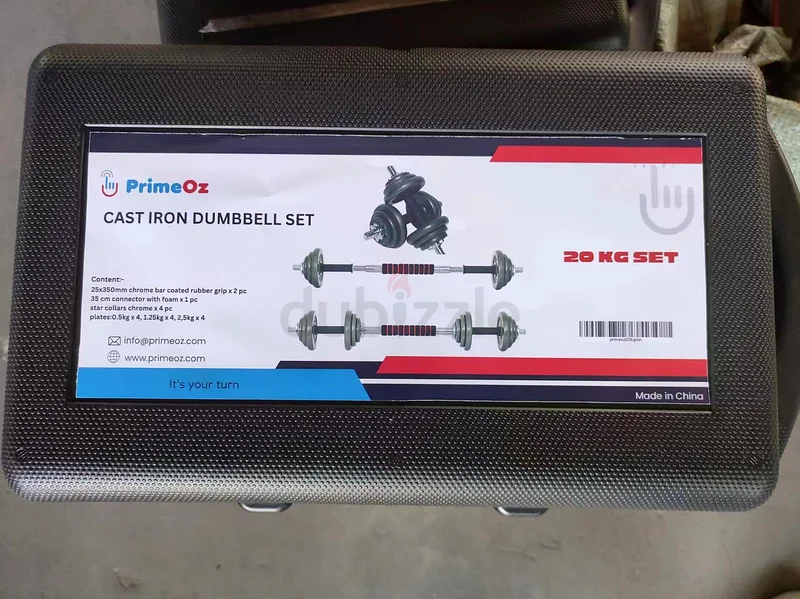 PrimeOz
CAST IRON DUMBBELL SET
20 KG SET
Content:-
25x350mm chrome bar coated rubber grip x 2 pc
35 cm connector with foam x 1 pc
star collars chrome x 4 pc
plates:0.5kg x 4, 1.25kg x 4, 2,5kg x 4
dubizzle
primeoz20kgiron
info@primeoz.com
www.primeoz.com
It's your turn
Made in China